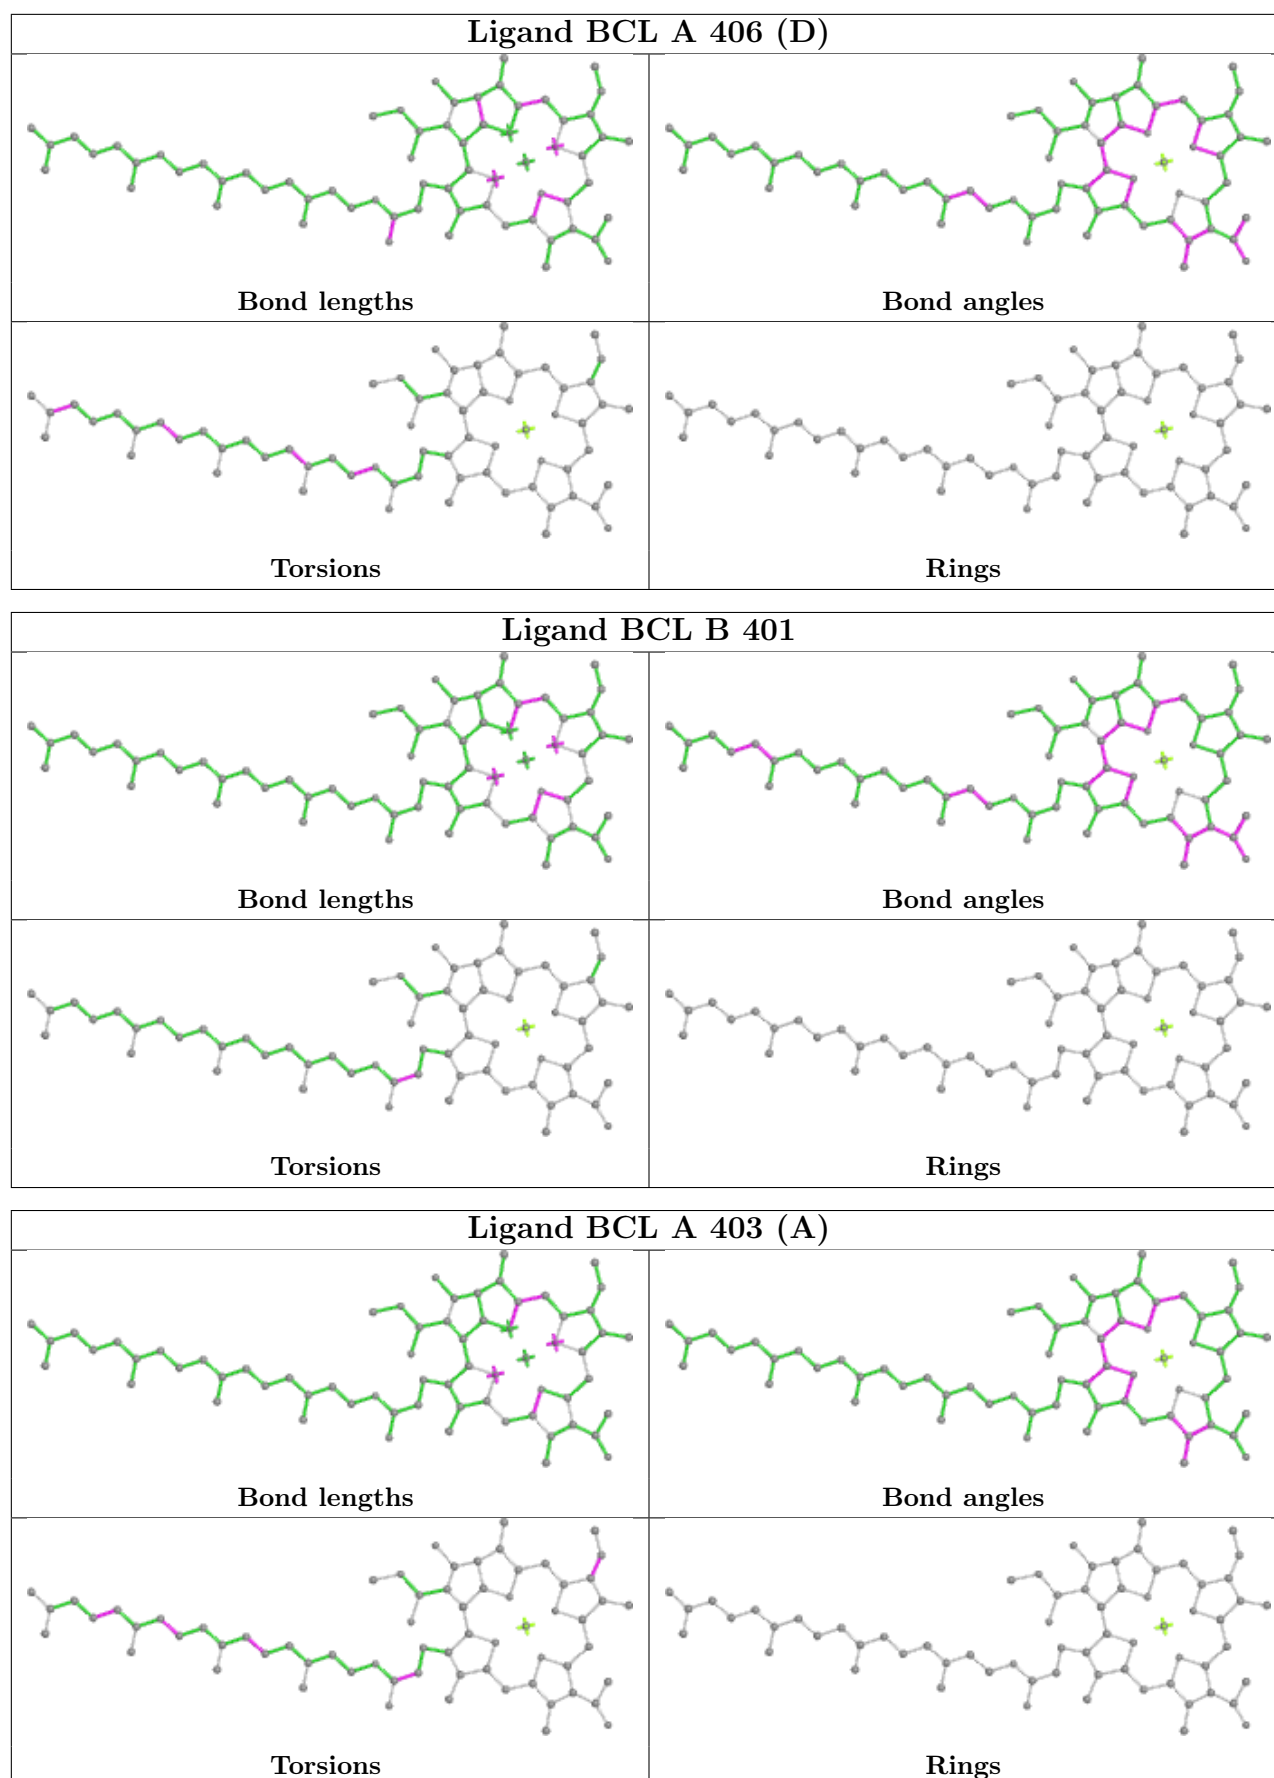 Ligand BCL A 406 (D)
Bond lengths
Bond angles
Torsions
Rings
Ligand BCL B 401
Bond lengths
Bond angles
Torsions
Rings
Ligand BCL A 403 (A)
Bond lengths
Bond angles
Torsions
Rings